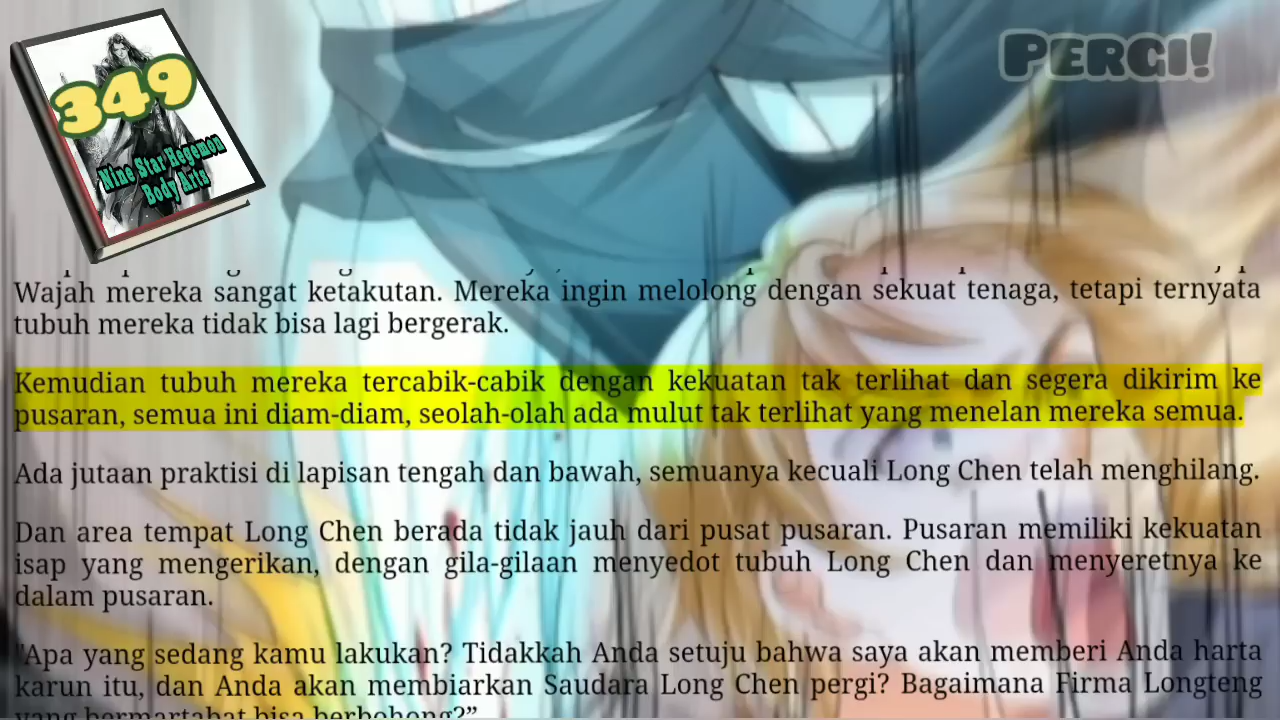 PERGI!
349
Nine Star Hegemon
Body Arts
Wajah mereka sangat ketakutan. Mereka ingin melolong dengan sekuat tenaga, tetapi ternyata
tubuh mereka tidak bisa lagi bergerak.
Kemudian tubuh mereka tercabik-cabik dengan kekuatan tak terlihat dan segera dikirim ke
pusaran, semua ini diam-diam, seolah-olah ada mulut tak terlihat yang menelan mereka semua.
Ada jutaan praktisi di lapisan tengah dan bawah, semuanya kecuali Long Chen telah menghilang.
Dan area tempat Long Chen berada tidak jauh dari pusat pusaran. Pusaran memiliki kekuatan
isap yang mengerikan, dengan gila-gilaan menyedot tubuh Long Chen dan menyeretnya ke
dalam pusaran.
"Apa yang sedang kamu lakukan? Tidakkah Anda setuju bahwa saya akan memberi Anda harta
karun itu, dan Anda akan membiarkan Saudara Long Chen pergi? Bagaimana Firma Longteng
yang bermartabat bisa berbohong?”